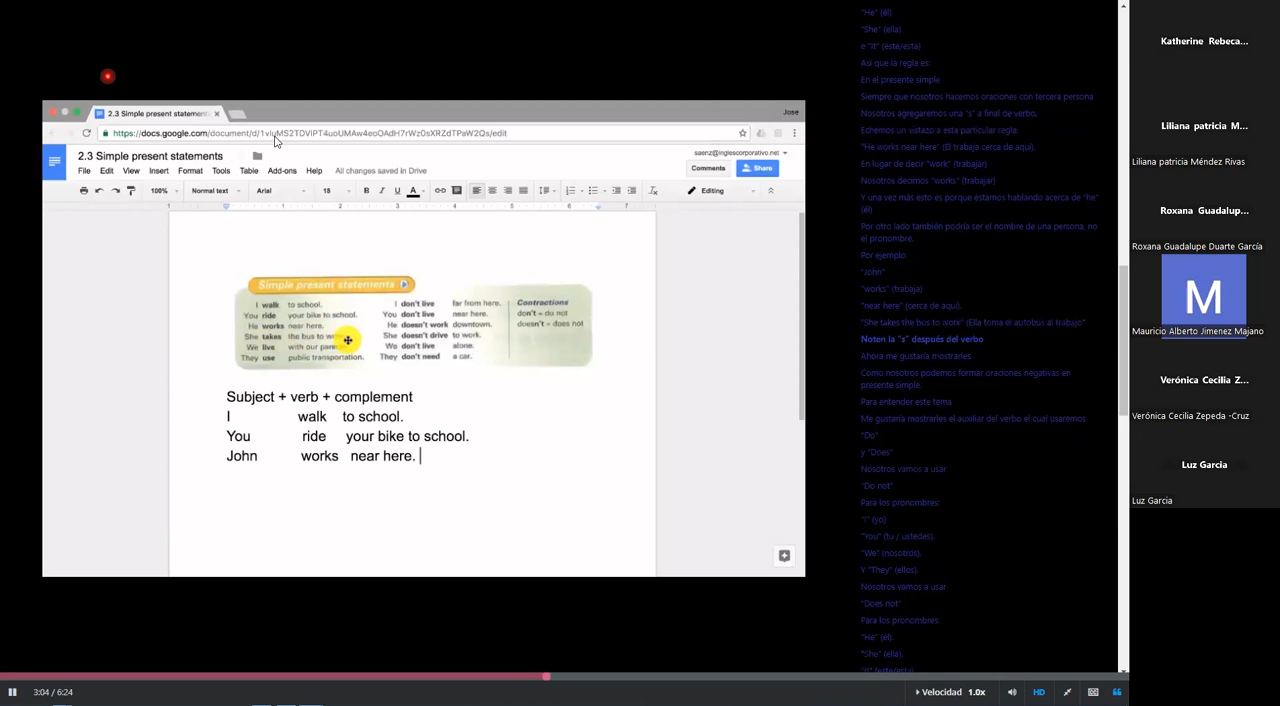 2.3 Simple present statement
Jose
https://docs.google.com/document/d/
/edit
2.3 Simple present statements
saenz@inglescorporativo.net
File Edit View Insert Format Tools Table Add-ons Help All changes saved in Drive
Comments Share
100% Normal text Arial 18 B I U A Editing
1 1 2 3 4 5 6 7
Simple present statements
I walk to school.
You ride your bike to school.
He works near here.
She takes the bus to
We live with our
They use public transportation.
I don't live far from here.
You don't live near here.
He doesn't work downtown.
She doesn't drive to work.
We don't live alone.
They don't need a car.
Contractions
don't = do not
doesn't = does not
Subject + verb + complement
I walk to school.
You ride your bike to school.
John works near here.
"He" (él)
"She" (ella)
e "It" (este/esta)
Así que la regla es:
En el presente simple
Siempre que nosotros hacemos oraciones con tercera persona
Nosotros agregaremos una "s" a final de verbo.
Echemos un vistazo a esta particular regla:
"He works near here" (El trabaja cerca de aquí).
En lugar de decir "work" (trabajar)
Nosotros decimos "works" (trabajar)
Y una vez más esto es porque estamos hablando acerca de "he"
(él)
Por otro lado también podría ser el nombre de una persona, no
el pronombre.
Por ejemplo:
"John"
"works" (trabaja)
"near here" (cerca de aquí).
"She takes the bus to work" (Ella toma el autobus al trabajo"
Noten la "s" después del verbo
Ahora me gustaría mostrarles
Como nosotros podemos formar oraciones negativas en
presente simple.
Para entender este tema
Me gustaría mostrarles el auxiliar del verbo el cual usaremos
"Do"
y "Does"
Nosotros vamos a usar
"Do not"
Para los pronombres:
"I" (yo)
"You" (tu / ustedes).
"We" (nosotros).
Y "They" (ellos).
Nosotros vamos a usar
"Does not"
Para los pronombres:
"He" (él).
"She" (ella).
"It" (este/esta)
Katherine Rebeca...
Liliana patricia M...
Liliana patricia Méndez Rivas
Roxana Guadalup...
Roxana Guadalupe Duarte García
M
Mauricio Alberto Jimenez Majano
Verónica Cecilia Z...
Verónica Cecilia Zepeda -Cruz
Luz Garcia
Luz Garcia
3:04 / 6:24
Velocidad 1.0x
HD